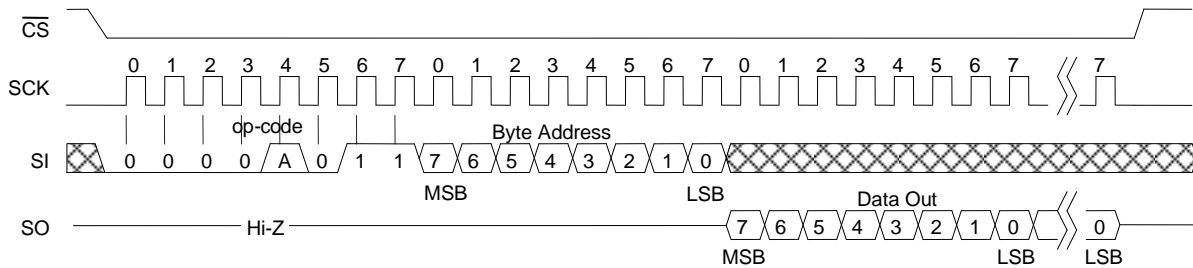 CS
0 1 2 3 4 5 6 7 0 1 2 3 4 5 6 7 0 1 2 3 4 5 6 7 7
SCK
op-code Byte Address
SI 0 0 0 0 A 0 1 1 7 6 5 4 3 2 1 0
MSB LSB Data Out
SO Hi-Z 7 6 5 4 3 2 1 0 0
MSB LSB LSB